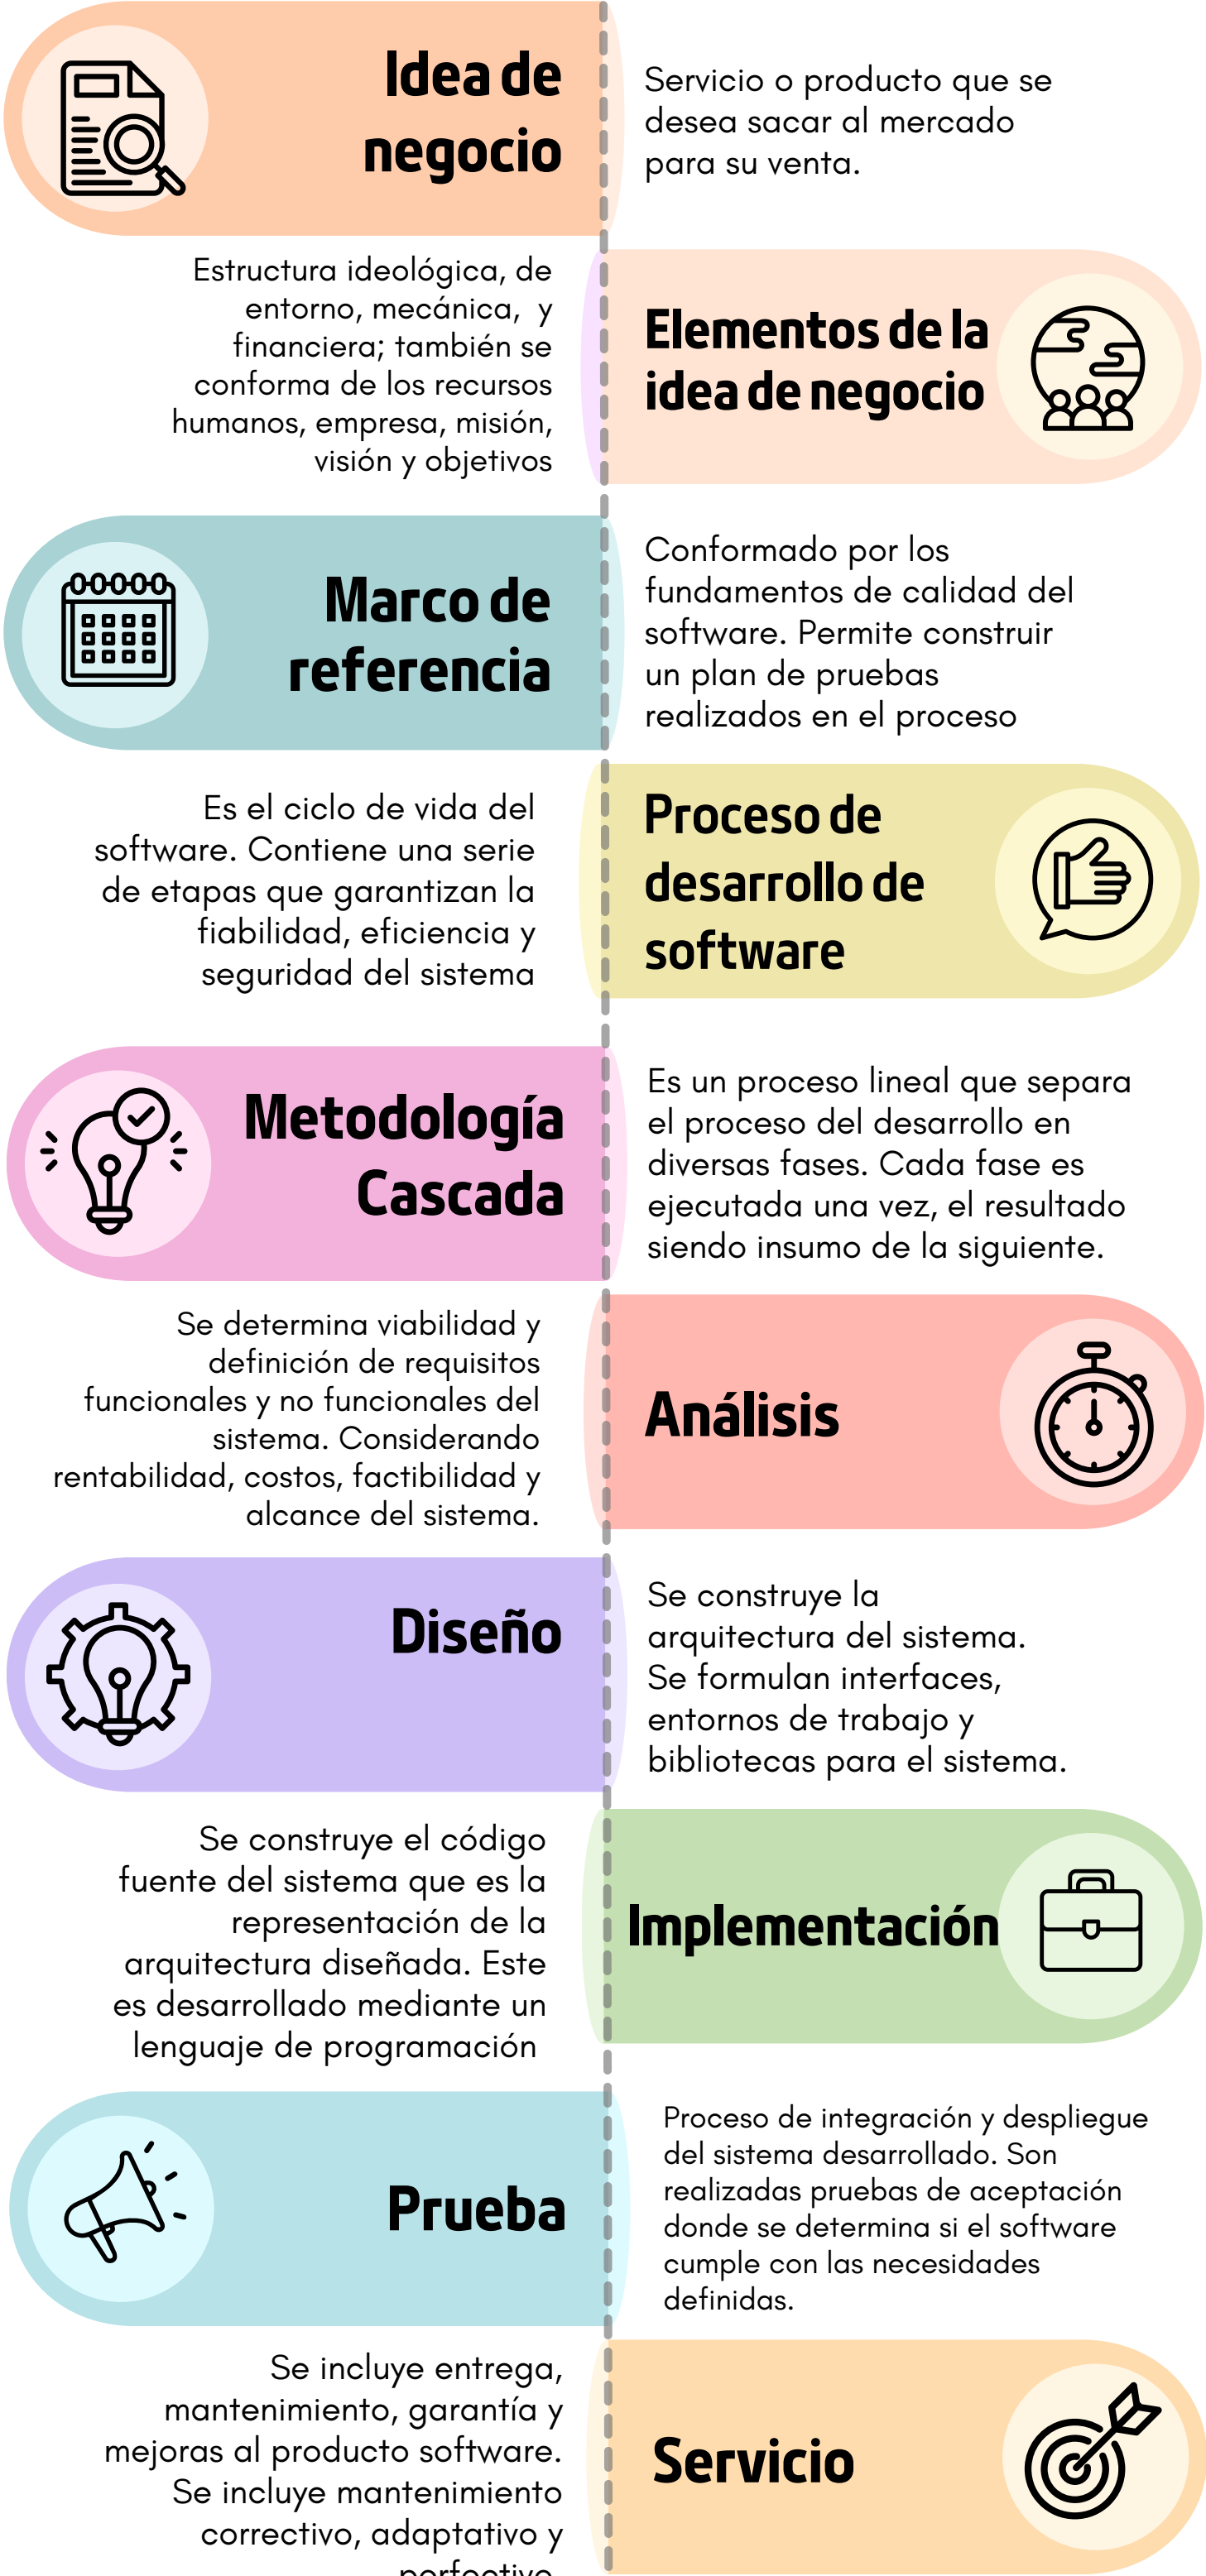 Idea de
negocio
Servicio o producto que se
desea sacar al mercado
para su venta.
Estructura ideológica, de
entorno, mecánica, y
financiera; también se
conforma de los recursos
humanos, empresa, misión,
visión y objetivos
Elementos de la
idea de negocio
Marco de
referencia
Conformado por los
fundamentos de calidad del
software. Permite construir
un plan de pruebas
realizados en el proceso
Es el ciclo de vida del
software. Contiene una serie
de etapas que garantizan la
fiabilidad, eficiencia y
seguridad del sistema
Proceso de
desarrollo de
software
Metodología
Cascada
Es un proceso lineal que separa
el proceso del desarrollo en
diversas fases. Cada fase es
ejecutada una vez, el resultado
siendo insumo de la siguiente.
Se determina viabilidad y
definición de requisitos
funcionales y no funcionales del
sistema. Considerando
rentabilidad, costos, factibilidad y
alcance del sistema.
Análisis
Diseño
Se construye la
arquitectura del sistema.
Se formulan interfaces,
entornos de trabajo y
bibliotecas para el sistema.
Se construye el código
fuente del sistema que es la
representación de la
arquitectura diseñada. Este
es desarrollado mediante un
lenguaje de programación
Implementación
Prueba
Proceso de integración y despliegue
del sistema desarrollado. Son
realizadas pruebas de aceptación
donde se determina si el software
cumple con las necesidades
definidas.
Se incluye entrega,
mantenimiento, garantía y
mejoras al producto software.
Se incluye mantenimiento
correctivo, adaptativo y
Servicio